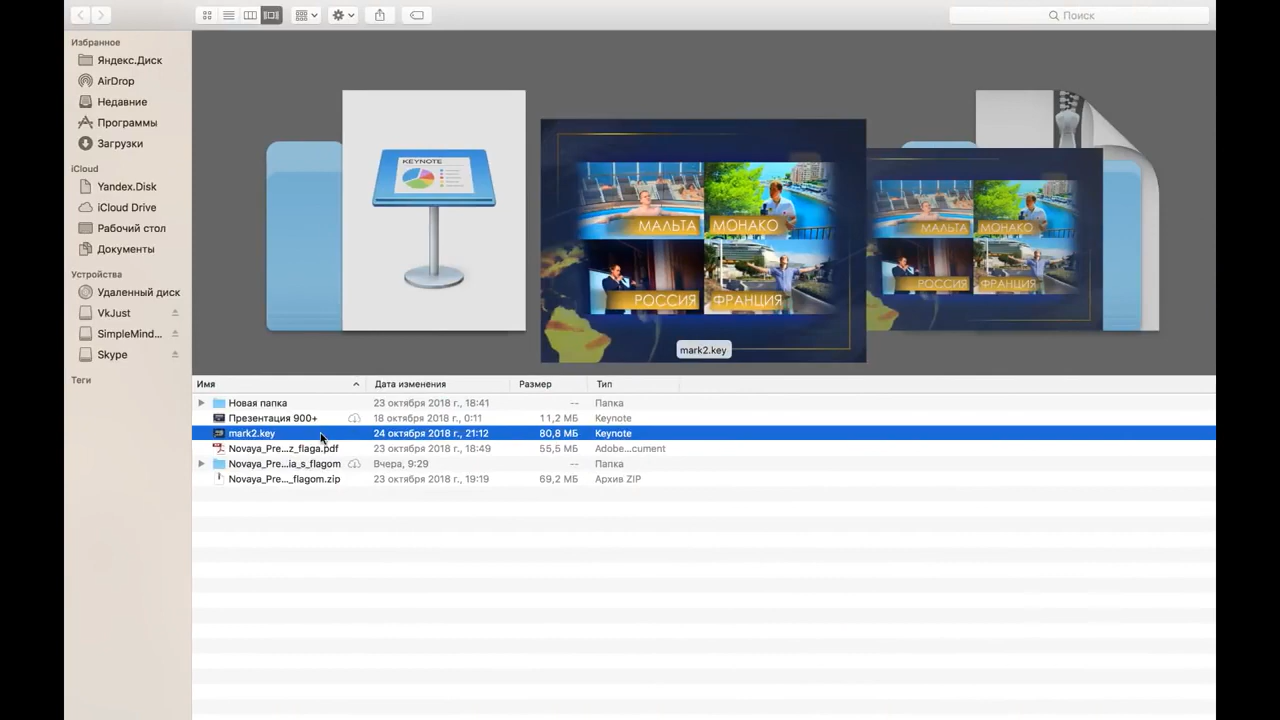 Поиск
Избранное
Яндекс.Диск
AirDrop
Недавние
Программы
Загрузки
iCloud
Yandex.Disk
iCloud Drive
Рабочий стол
Документы
Устройства
Удаленный диск
VkJust
SimpleMind...
Skype
Теги
KEYNOTE
МАЛЬТА
МОНАКО
РОССИЯ
ФРАНЦИЯ
mark2.key
МАЛЬТА
МОНАКО
РОССИЯ
ФРАНЦИЯ
Имя Дата изменения Размер Тип
Новая папка 23 октября 2018 г., 18:41 -- Папка
Презентация 900+ 18 октября 2018 г., 0:11 11,2 МБ Keynote
mark2.key 24 октября 2018 г., 21:12 80,8 МБ Keynote
Novaya_Pre...z_flaga.pdf 23 октября 2018 г., 18:49 55,5 МБ Adobe...cument
Novaya_Pre...ia_s_flagom Вчера, 9:29 -- Папка
Novaya_Pre..._flagom.zip 23 октября 2018 г., 19:19 69,2 МБ Архив ZIP